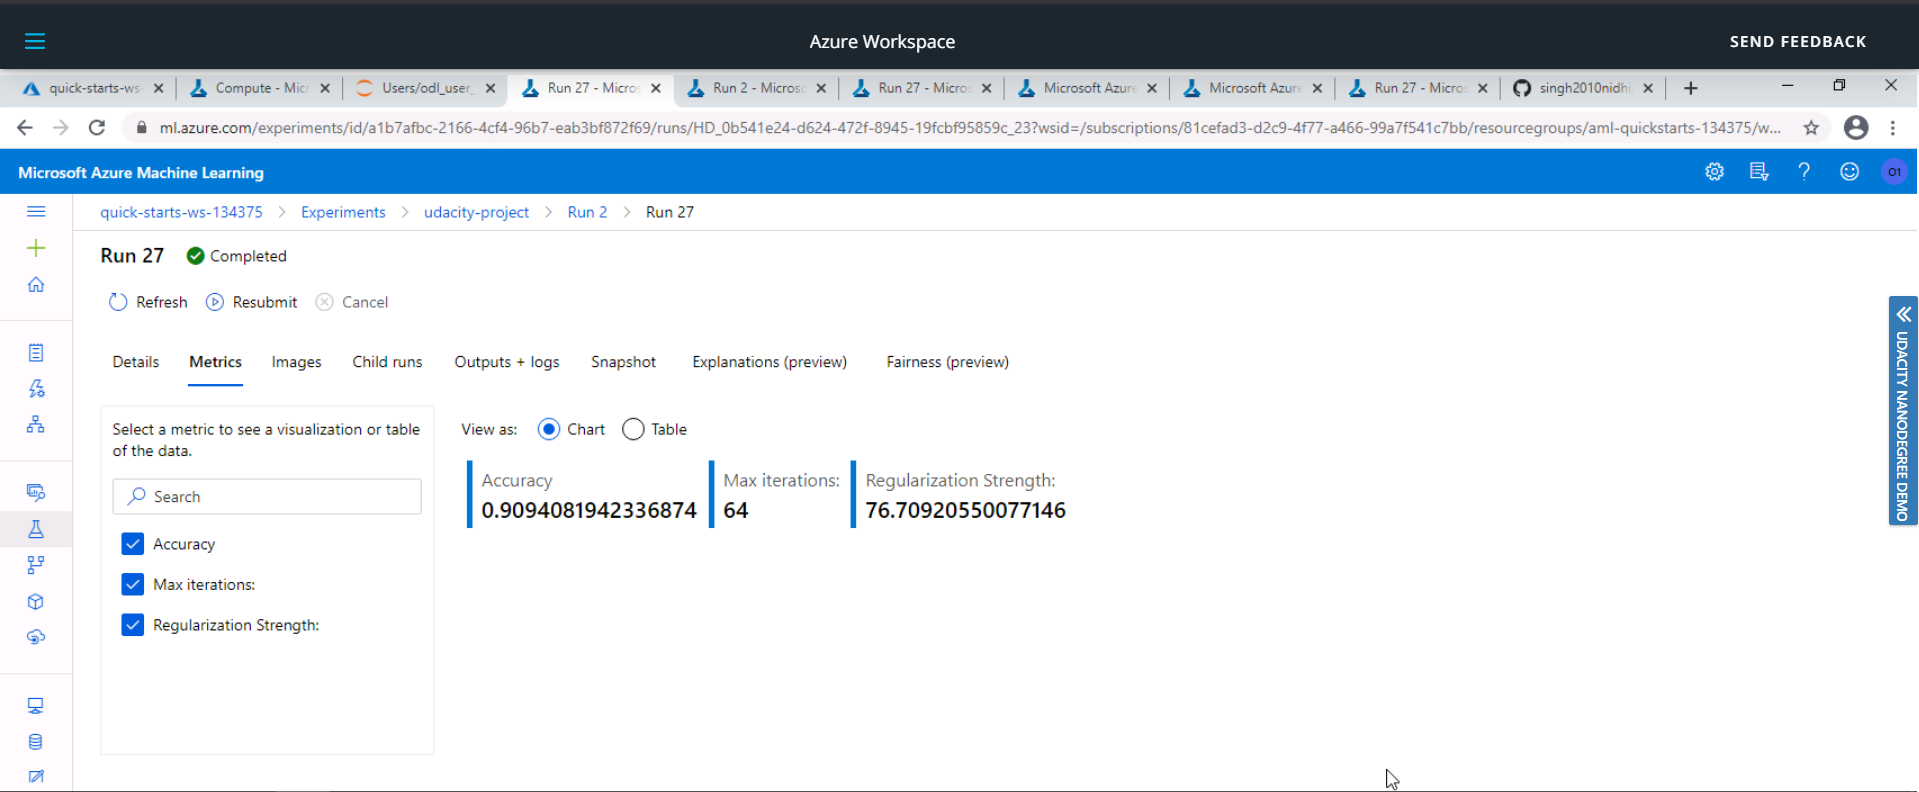 Azure Workspace
SEND FEEDBACK
quick-starts-ws-
Compute - Micr
Users/odl_user_
Run 27 - Micros
Run 2 - Microsc
Run 27 - Micros
Microsoft Azure
Microsoft Azure
Run 27 - Micros
singh2010nidhi
ml.azure.com/experiments/id/a1b7afbc-2166-4cf4-96b7-eab3bf872f69/runs/HD_0b541e24-d624-472f-8945-19fcbf95859c_23?wsid=/subscriptions/81cefad3-d2c9-4f77-a466-99a7f541c7bb/resourcegroups/aml-quickstarts-134375/w...
Microsoft Azure Machine Learning
O1
quick-starts-ws-134375 > Experiments > udacity-project > Run 2 > Run 27
Run 27 Completed
Refresh Resubmit Cancel
Details Metrics Images Child runs Outputs + logs Snapshot Explanations (preview) Fairness (preview)
Select a metric to see a visualization or table
of the data.
Search
Accuracy
Max iterations:
Regularization Strength:
View as: Chart Table
Accuracy
0.9094081942336874
Max iterations:
64
Regularization Strength:
76.70920550077146
UDACITY NANODEGREE DEMO